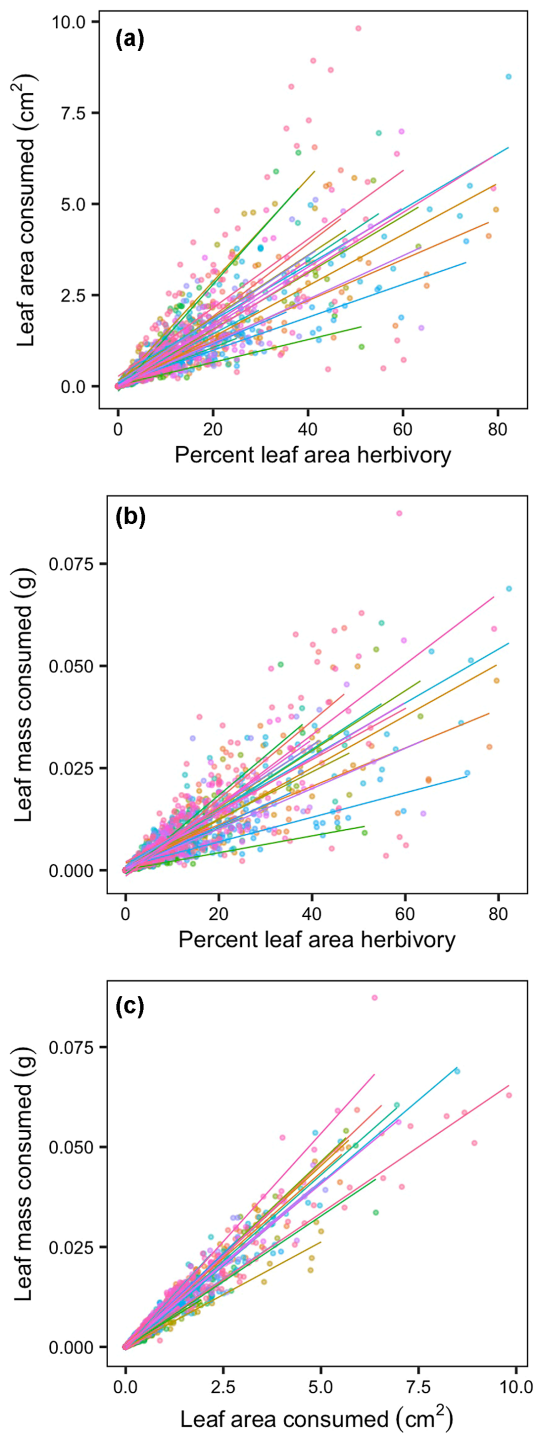 (a)
10.0
7.5
5.0
2.5
0.0
Leaf area consumed (cm²)
0 20 40 60 80
Percent leaf area herbivory
(b)
0.075
0.050
0.025
0.000
Leaf mass consumed (g)
0 20 40 60 80
Percent leaf area herbivory
(c)
0.075
0.050
0.025
0.000
Leaf mass consumed (g)
0.0 2.5 5.0 7.5 10.0
Leaf area consumed (cm²)